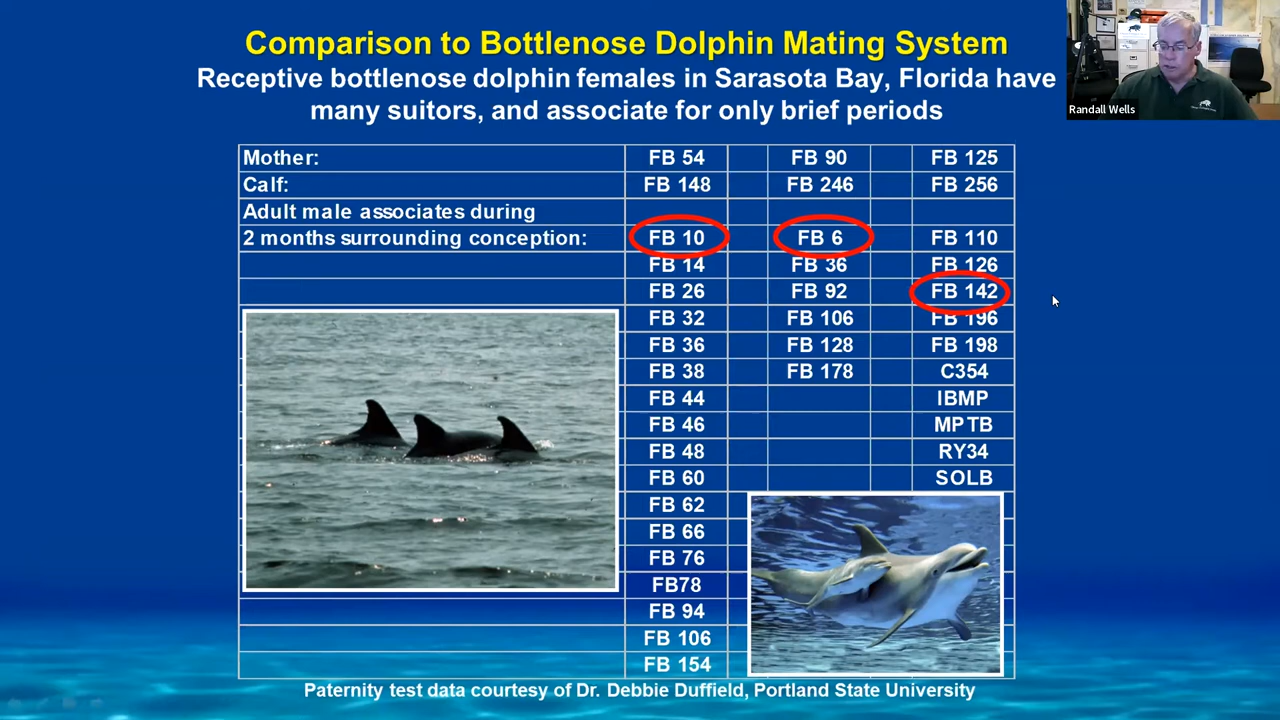 Comparison to Bottlenose Dolphin Mating System
Receptive bottlenose dolphin females in Sarasota Bay, Florida have
many suitors, and associate for only brief periods
Randall Wells
Mother: FB 54 FB 90 FB 125
Calf: FB 148 FB 246 FB 256
Adult male associates during
2 months surrounding conception: FB 10 FB 6 FB 110
FB 14 FB 36 FB 126
FB 26 FB 92 FB 142
FB 32 FB 106 FB 196
FB 36 FB 128 FB 198
FB 38 FB 178 C354
FB 44 IBMP
FB 46 MPTB
FB 48 RY34
FB 60 SOLB
FB 62
FB 66
FB 76
FB78
FB 94
FB 106
FB 154
Paternity test data courtesy of Dr. Debbie Duffield, Portland State University